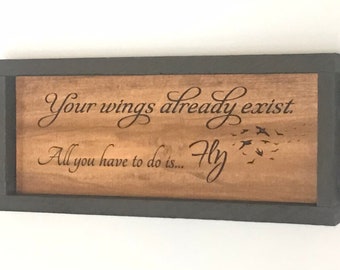 Your wings already exist.
All you have to do is... Fly